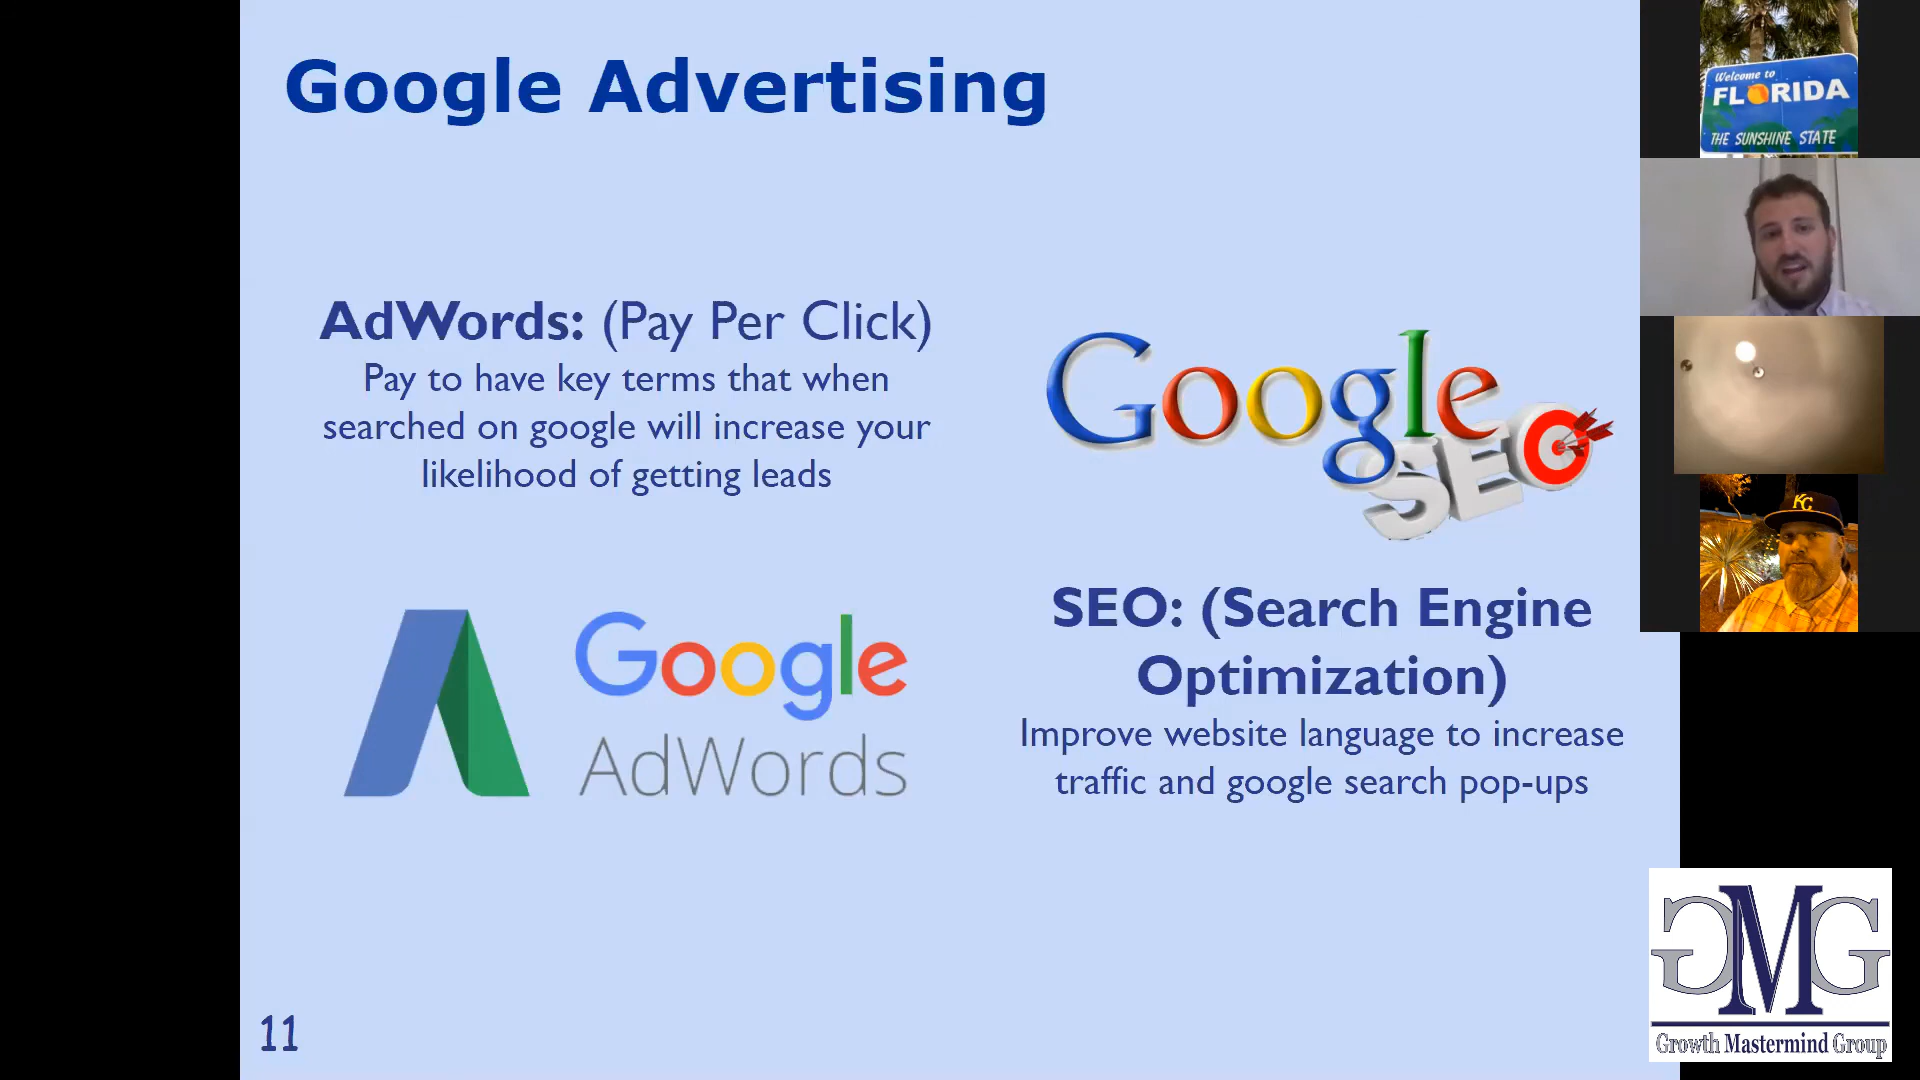 Google Advertising
AdWords: (Pay Per Click)
Pay to have key terms that when
searched on google will increase your
likelihood of getting leads
Google
AdWords
Google
SEO
SEO: (Search Engine
Optimization)
Improve website language to increase
traffic and google search pop-ups
11
Welcome to
FLORIDA
THE SUNSHINE STATE
KC
GMG
Growth Mastermind Group